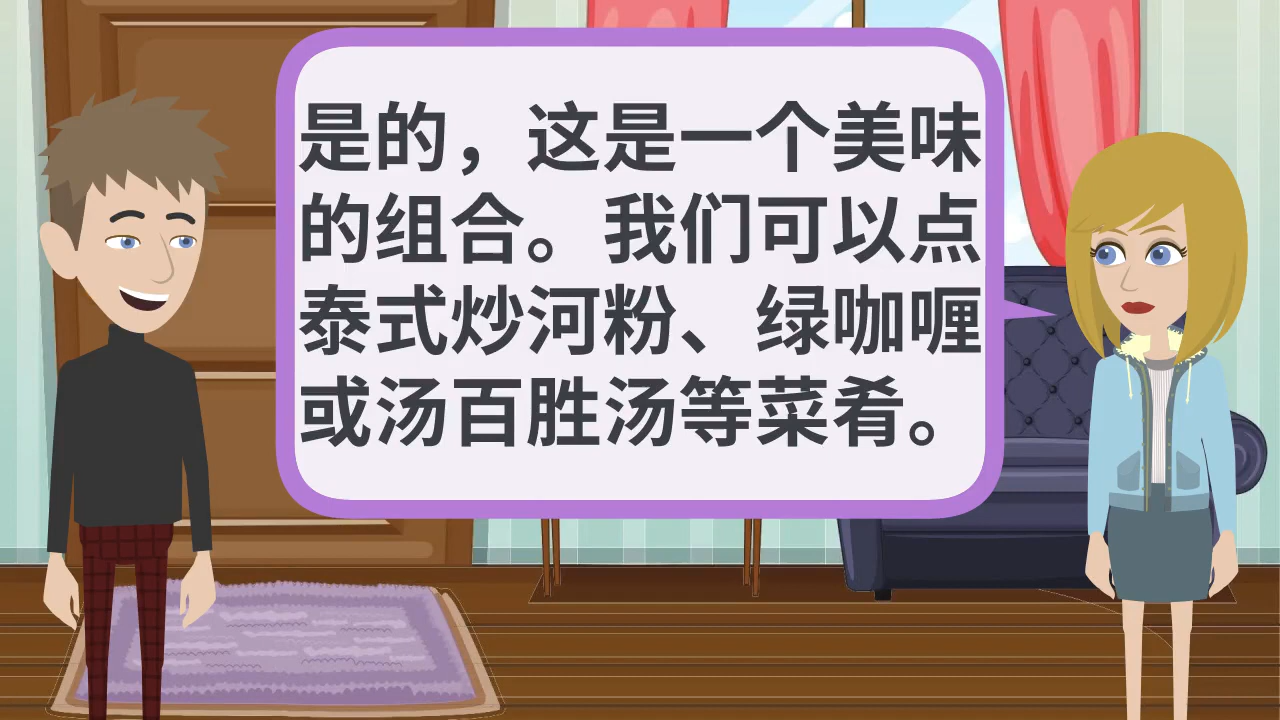 是的，这是一个美味
的组合。我们可以点
泰式炒河粉、绿咖喱
或汤百胜汤等菜肴。